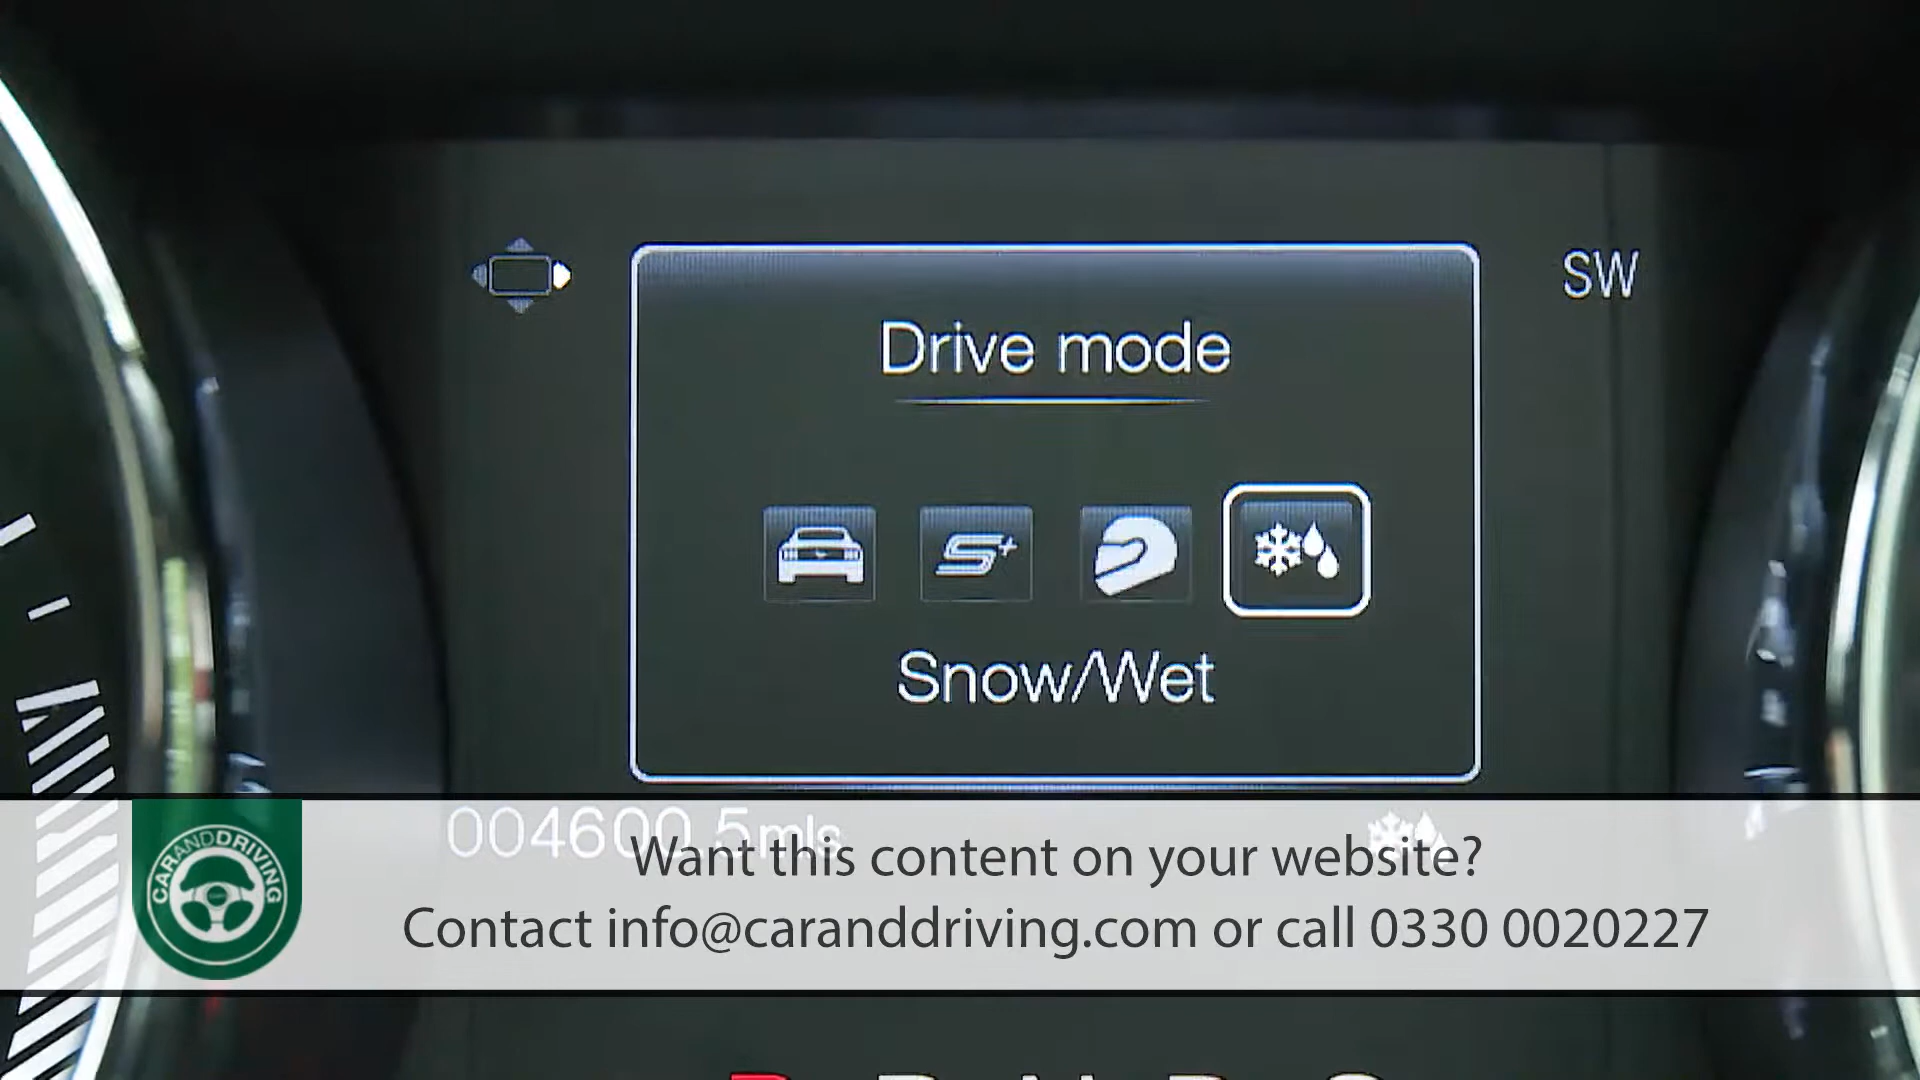 SW
Drive mode
S+
Snow/Wet
004600.5mls
Want this content on your website?
CARANDDRIVING
Contact info@caranddriving.com or call 0330 0020227